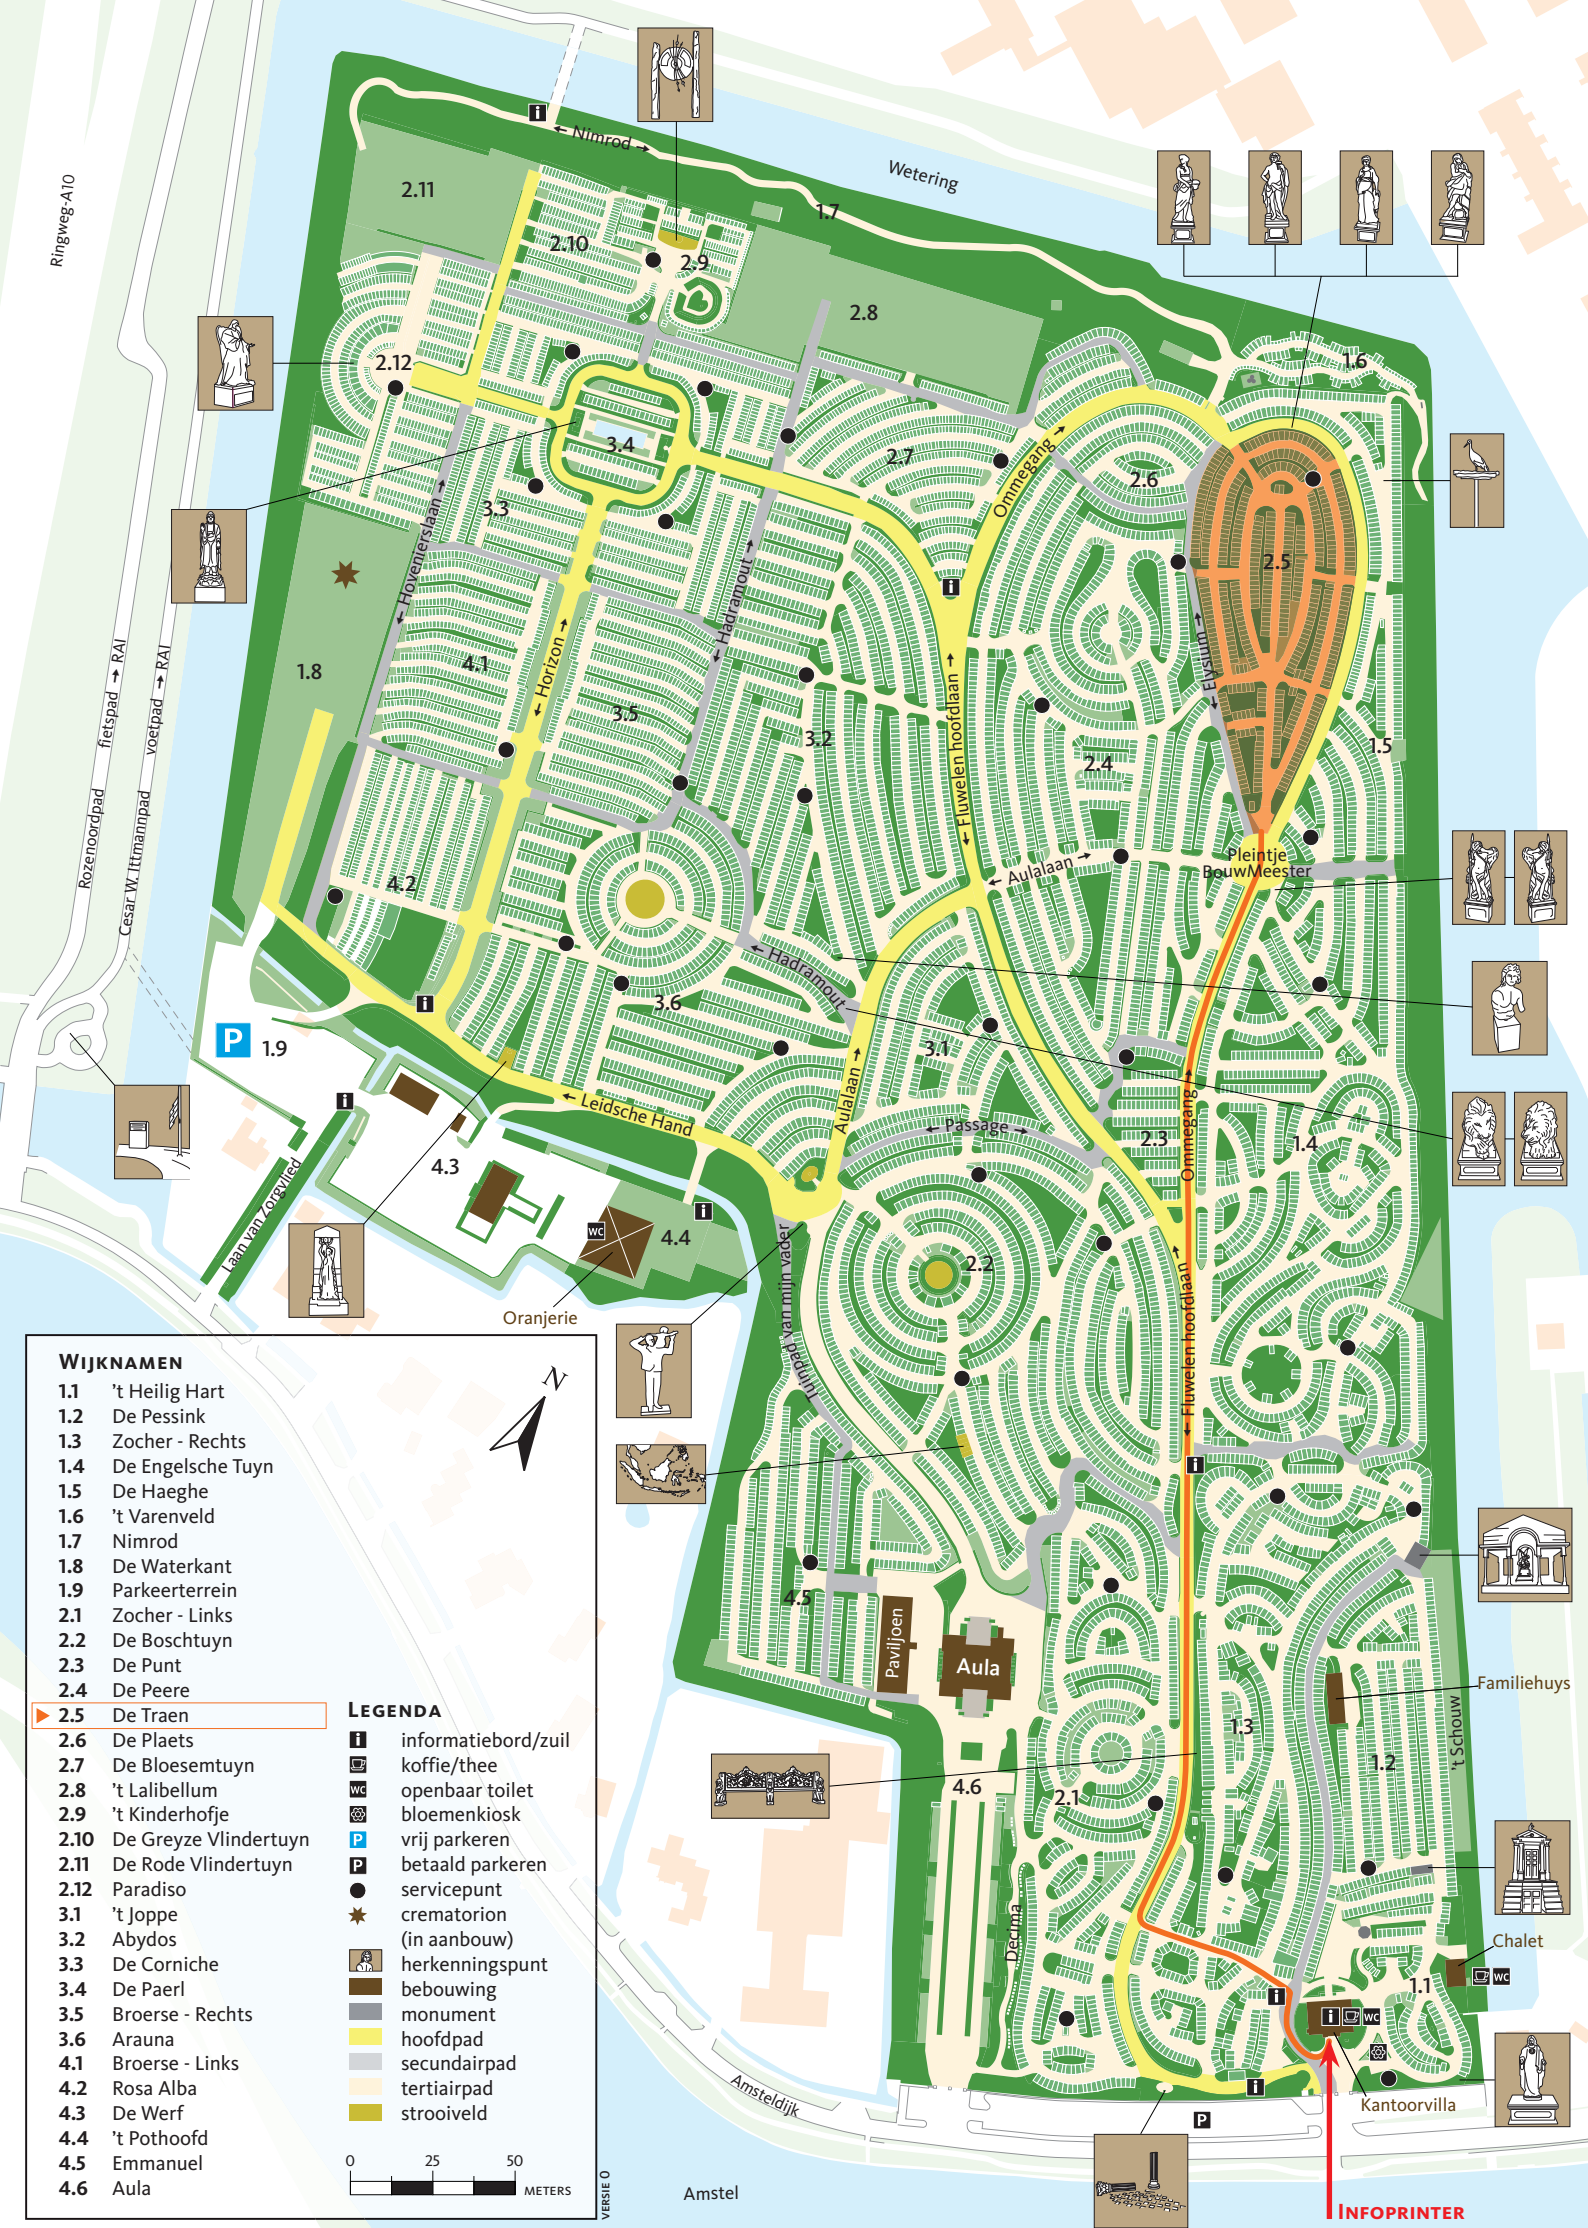 Nimrod
Wetering
Ringweg-A10
2.11
2.10
2.9
1.7
2.8
2.12
1.6
3.4
2.7
Ommegang
2.6
3.3
2.5
Hovenierslaan
Hadramout
Elysium
Horizon
1.8
4.1
3.5
3.2
Fluwelen hoofdlaan
2.4
1.5
fietspad RAI
voetpad RAI
Rozenoordpad
Cesar W. Ittmannpad
Aulalaan
Pleintje
BouwMeester
4.2
Hadramout
3.6
3.1
P 1.9
Aulalaan
Leidsche Hand
Passage
2.3
Ommegang
1.4
4.3
Laan van Zorgvlied
WC
4.4
Oranjerie
Tuinpad van mijn vader
2.2
Fluwelen hoofdlaan
4.5
Paviljoen
Aula
1.3
Familiehuys
't Schouw
1.2
4.6
2.1
Decima
Chalet
WC
1.1
WC
Kantoorvilla
P
Amsteldijk
Amstel
Infoprinter
N
Wijknamen
1.1 't Heilig Hart
1.2 De Pessink
1.3 Zocher - Rechts
1.4 De Engelsche Tuyn
1.5 De Haeghe
1.6 't Varenveld
1.7 Nimrod
1.8 De Waterkant
1.9 Parkeerterrein
2.1 Zocher - Links
2.2 De Boschtuyn
2.3 De Punt
2.4 De Peere
2.5 De Traen
2.6 De Plaets
2.7 De Bloesemtuyn
2.8 't Lalibellum
2.9 't Kinderhofje
2.10 De Greyze Vlindertuyn
2.11 De Rode Vlindertuyn
2.12 Paradiso
3.1 't Joppe
3.2 Abydos
3.3 De Corniche
3.4 De Paerl
3.5 Broerse - Rechts
3.6 Arauna
4.1 Broerse - Links
4.2 Rosa Alba
4.3 De Werf
4.4 't Pothoofd
4.5 Emmanuel
4.6 Aula
Legenda
i informatiebord/zuil
koffie/thee
WC openbaar toilet
bloemenkiosk
P vrij parkeren
P betaald parkeren
servicepunt
crematorion
(in aanbouw)
herkenningspunt
bebouwing
monument
hoofdpad
secundairpad
tertiairpad
strooiveld
0 25 50
meters
versie O